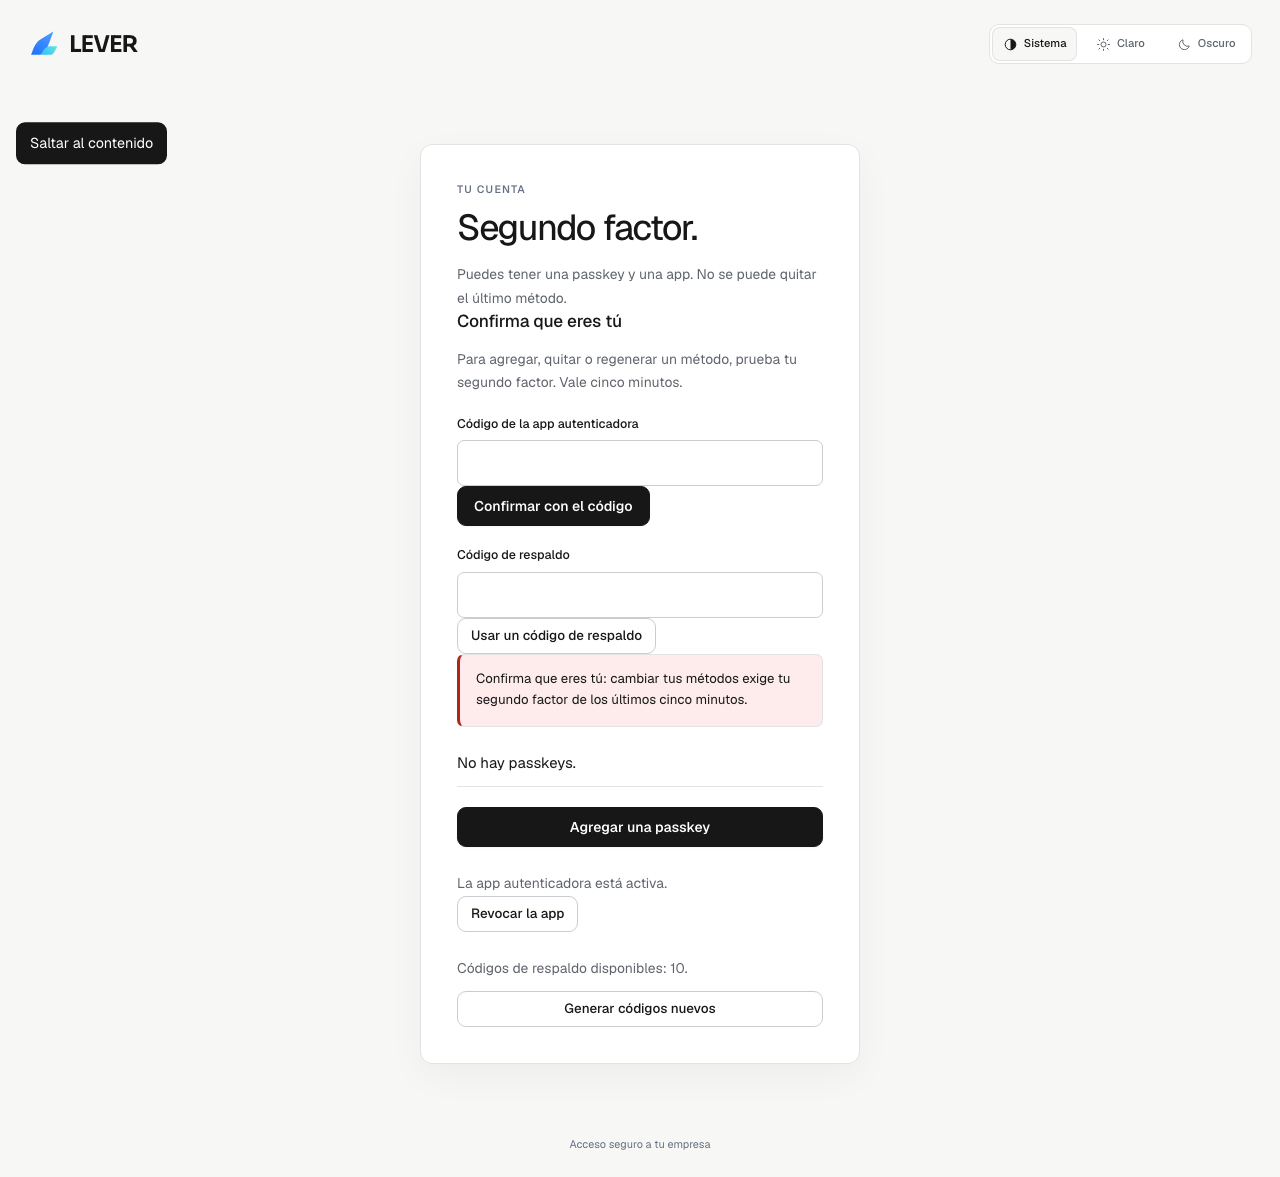 LEVER
Sistema
Claro
Oscuro
Saltar al contenido
TU CUENTA
Segundo factor.
Puedes tener una passkey y una app. No se puede quitar
el último método.
Confirma que eres tú
Para agregar, quitar o regenerar un método, prueba tu
segundo factor. Vale cinco minutos.
Código de la app autenticadora
Confirmar con el código
Código de respaldo
Usar un código de respaldo
Confirma que eres tú: cambiar tus métodos exige tu
segundo factor de los últimos cinco minutos.
No hay passkeys.
Agregar una passkey
La app autenticadora está activa.
Revocar la app
Códigos de respaldo disponibles: 10.
Generar códigos nuevos
Acceso seguro a tu empresa